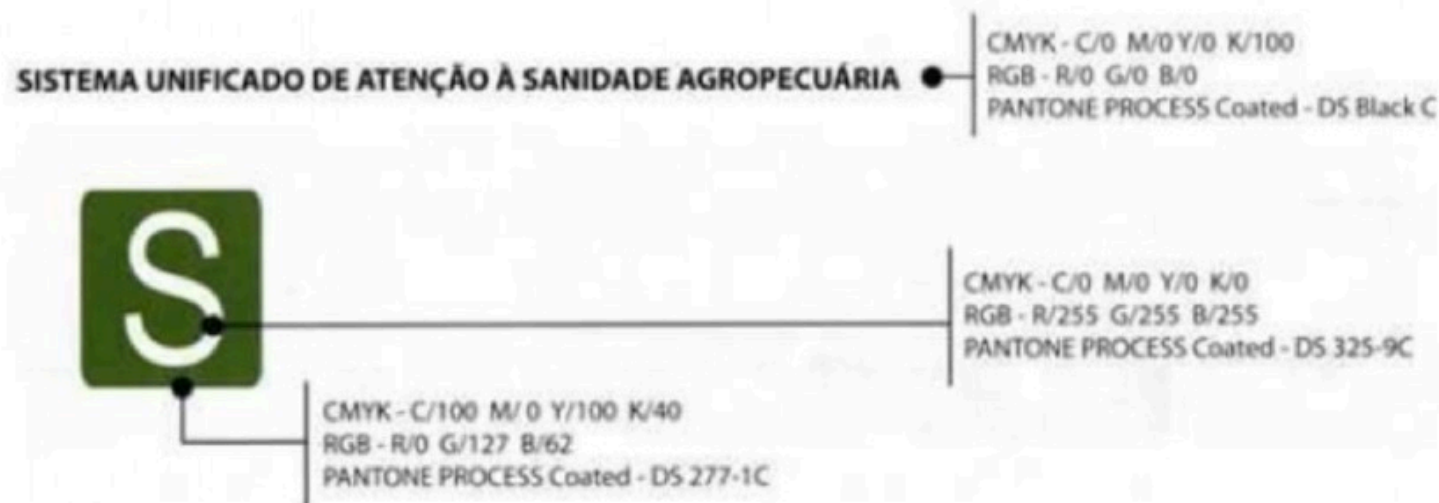 CMYK - C/0 M/0 Y/0 K/100
SISTEMA UNIFICADO DE ATENÇÃO À SANIDADE AGROPECUÁRIA
RGB - R/0 G/0 B/0
PANTONE PROCESS Coated - DS Black C
S
CMYK - C/0 M/0 Y/0 K/0
RGB - R/255 G/255 B/255
PANTONE PROCESS Coated - DS 325-9C
CMYK - C/100 M/ 0 Y/100 K/40
RGB - R/0 G/127 B/62
PANTONE PROCESS Coated - DS 277-1C